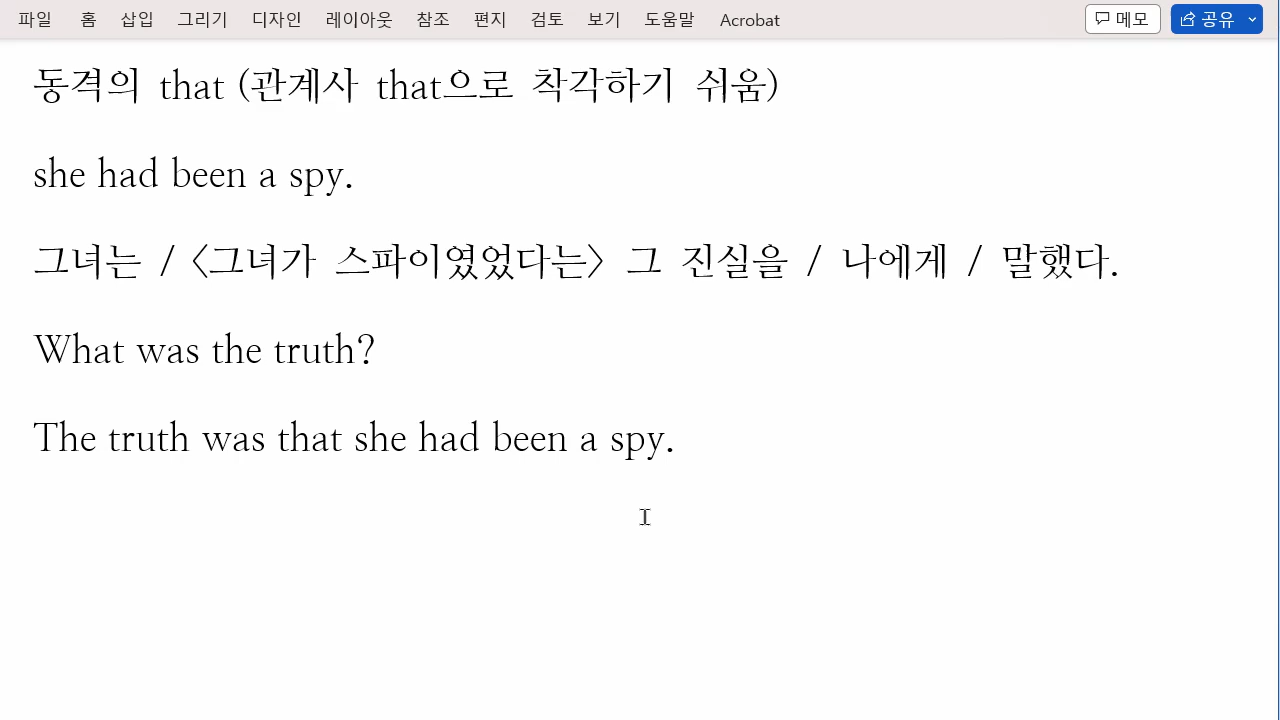 파일 홈 삽입 그리기 디자인 레이아웃 참조 편지 검토 보기 도움말 Acrobat 메모 공유
동격의 that (관계사 that으로 착각하기 쉬움)
she had been a spy.
그녀는 /〈그녀가 스파이였었다는〉 그 진실을 / 나에게 / 말했다.
What was the truth?
The truth was that she had been a spy.